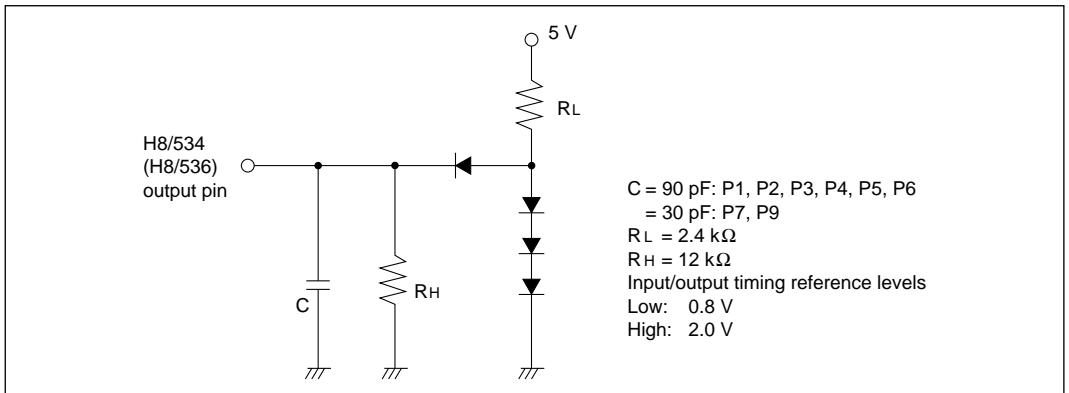 5 V
RL
H8/534
(H8/536)
output pin
C
RH
C = 90 pF: P1, P2, P3, P4, P5, P6
= 30 pF: P7, P9
RL = 2.4 kΩ
RH = 12 kΩ
Input/output timing reference levels
Low: 0.8 V
High: 2.0 V